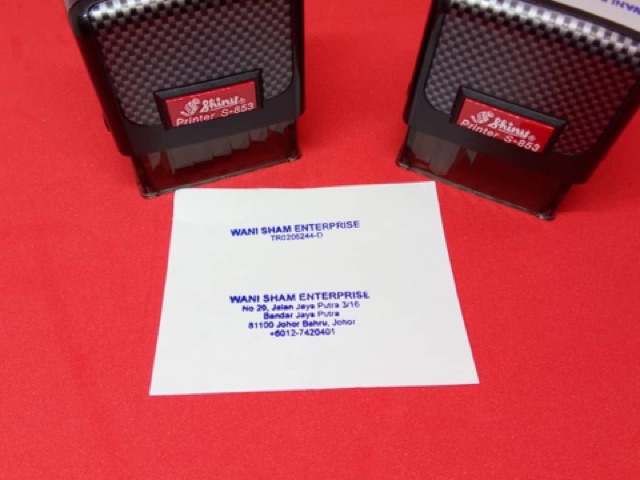 Shiny®
Printer S-853
Shiny®
Printer S-853
WANI SHAM ENTERPRISE
TR0206244-D
WANI SHAM ENTERPRISE
No 20, Jalan Jaya Putra 3/16
Bandar Jaya Putra
81100 Johor Bahru, Johor
+6012-7420401